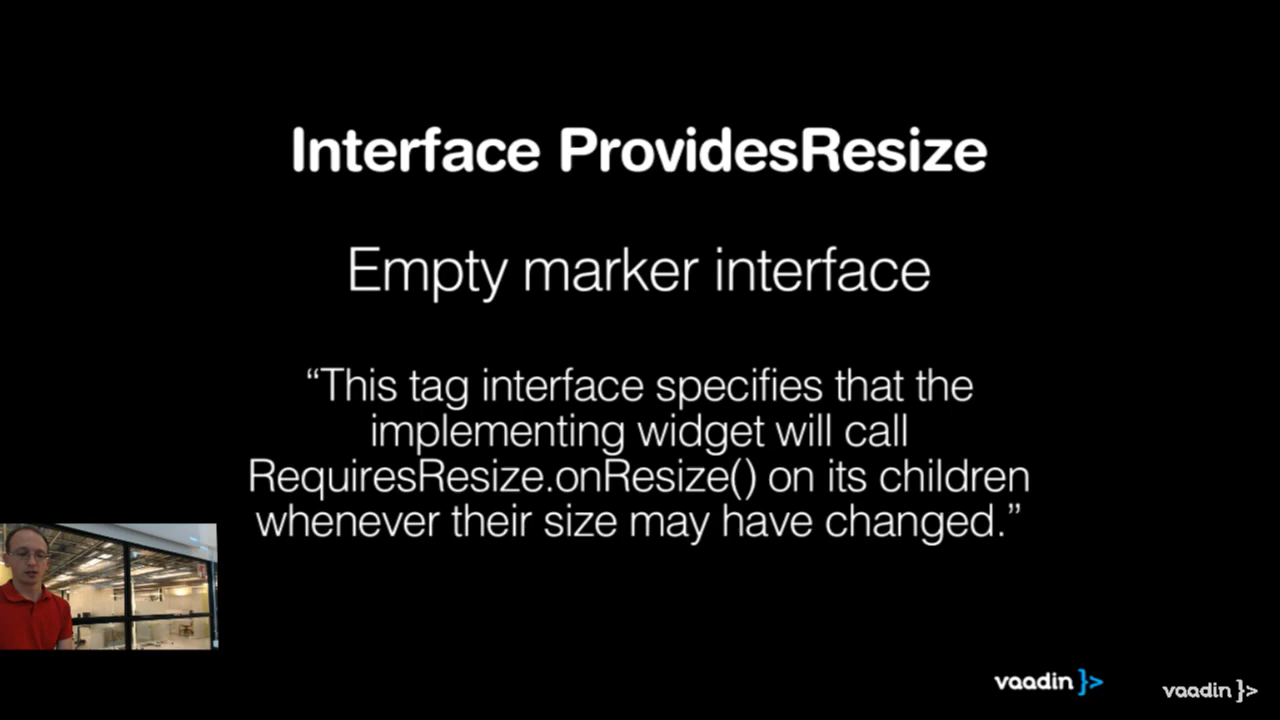 Interface ProvidesResize
Empty marker interface
“This tag interface specifies that the
implementing widget will call
RequiresResize.onResize() on its children
whenever their size may have changed.”
vaadin }>
vaadin }>